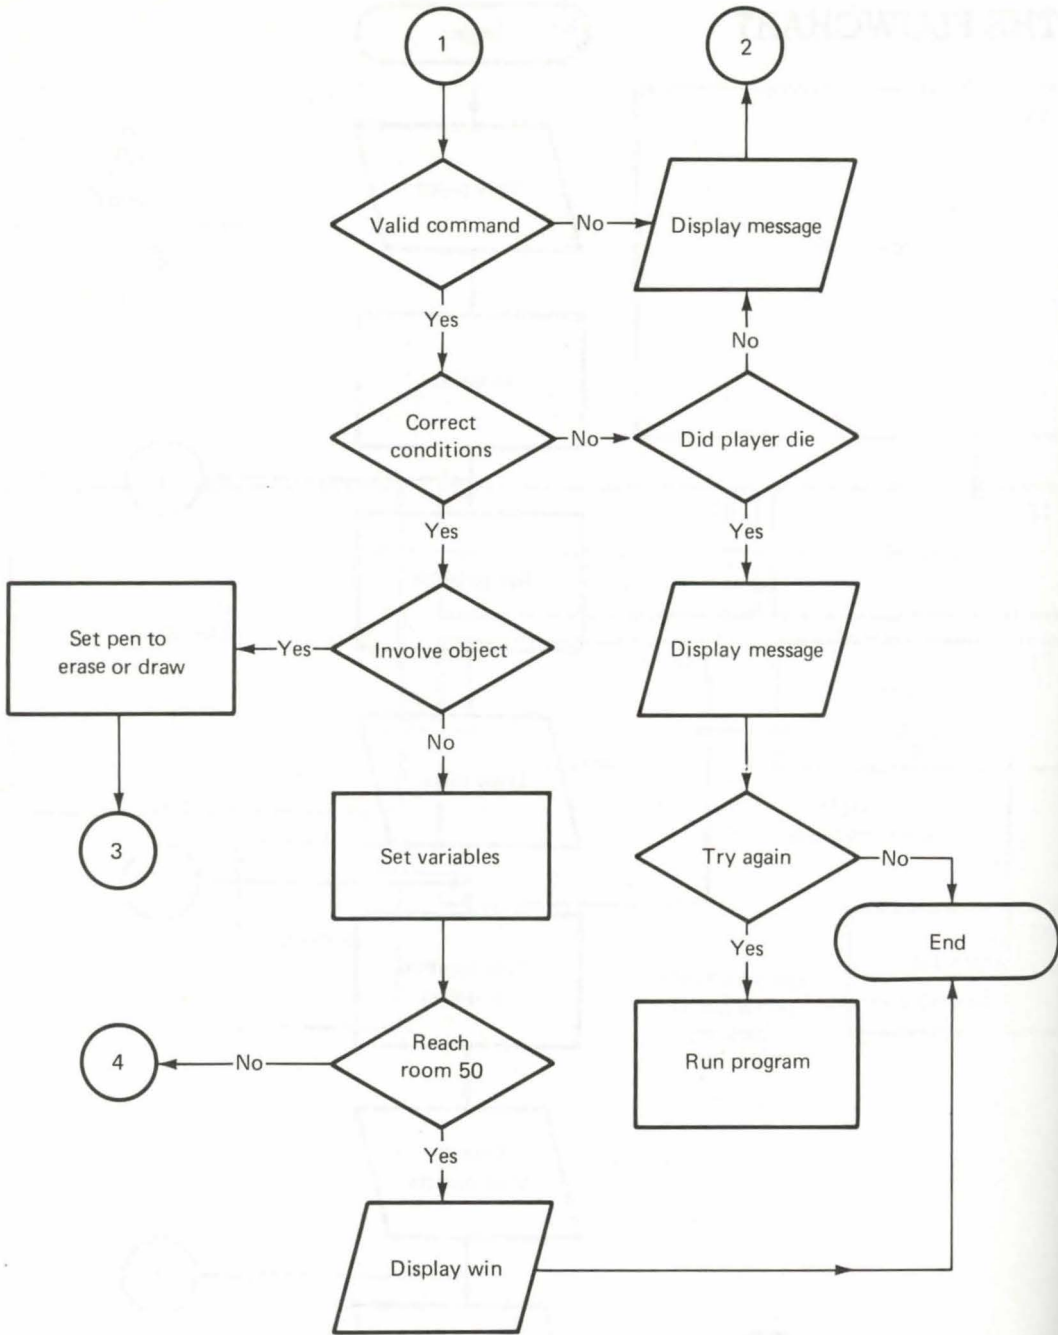 1
2
Valid command
No
Display message
Yes
No
Correct
conditions
No
Did player die
Yes
Yes
Set pen to
erase or draw
Yes
Involve object
Display message
No
3
Set variables
Try again
No
Yes
End
4
No
Reach
room 50
Run program
Yes
Display win